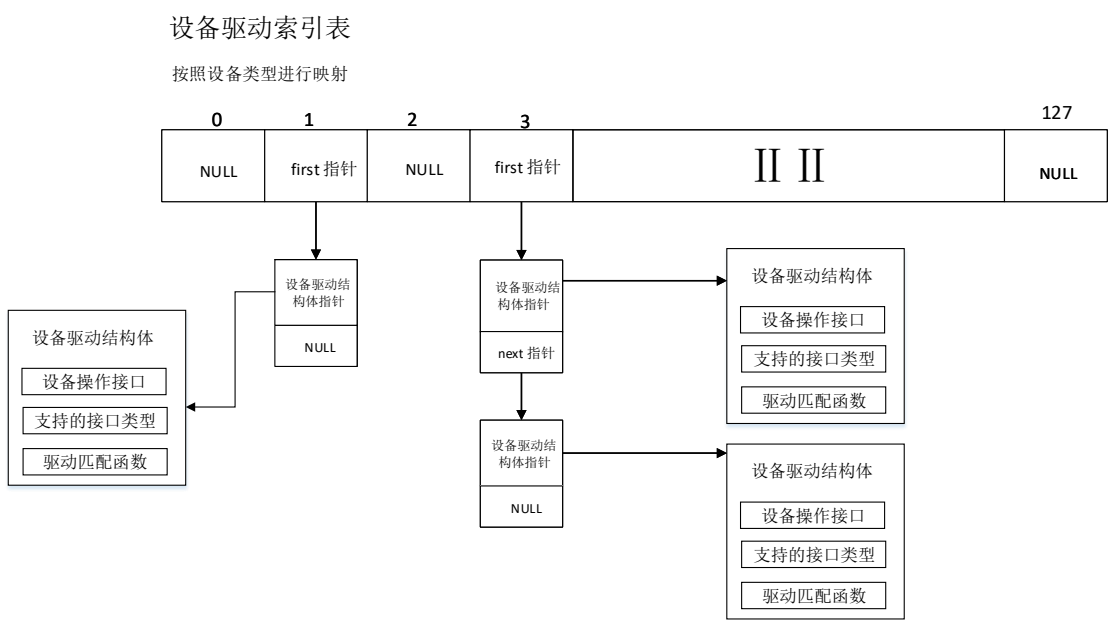 设备驱动索引表
按照设备类型进行映射
0 1 2 3 127
NULL first 指针 NULL first 指针 II II NULL
设备驱动结
构体指针
NULL
设备驱动结构体
设备操作接口
支持的接口类型
驱动匹配函数
设备驱动结
构体指针
next 指针
设备驱动结构体
设备操作接口
支持的接口类型
驱动匹配函数
设备驱动结
构体指针
NULL
设备驱动结构体
设备操作接口
支持的接口类型
驱动匹配函数